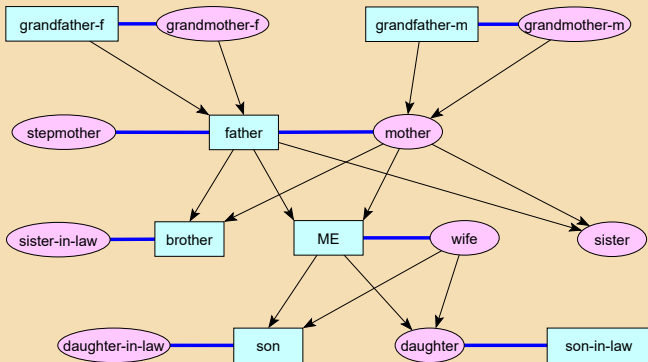 grandfather-f
grandmother-f
grandfather-m
grandmother-m
stepmother
father
mother
sister-in-law
brother
ME
wife
sister
daughter-in-law
son
daughter
son-in-law